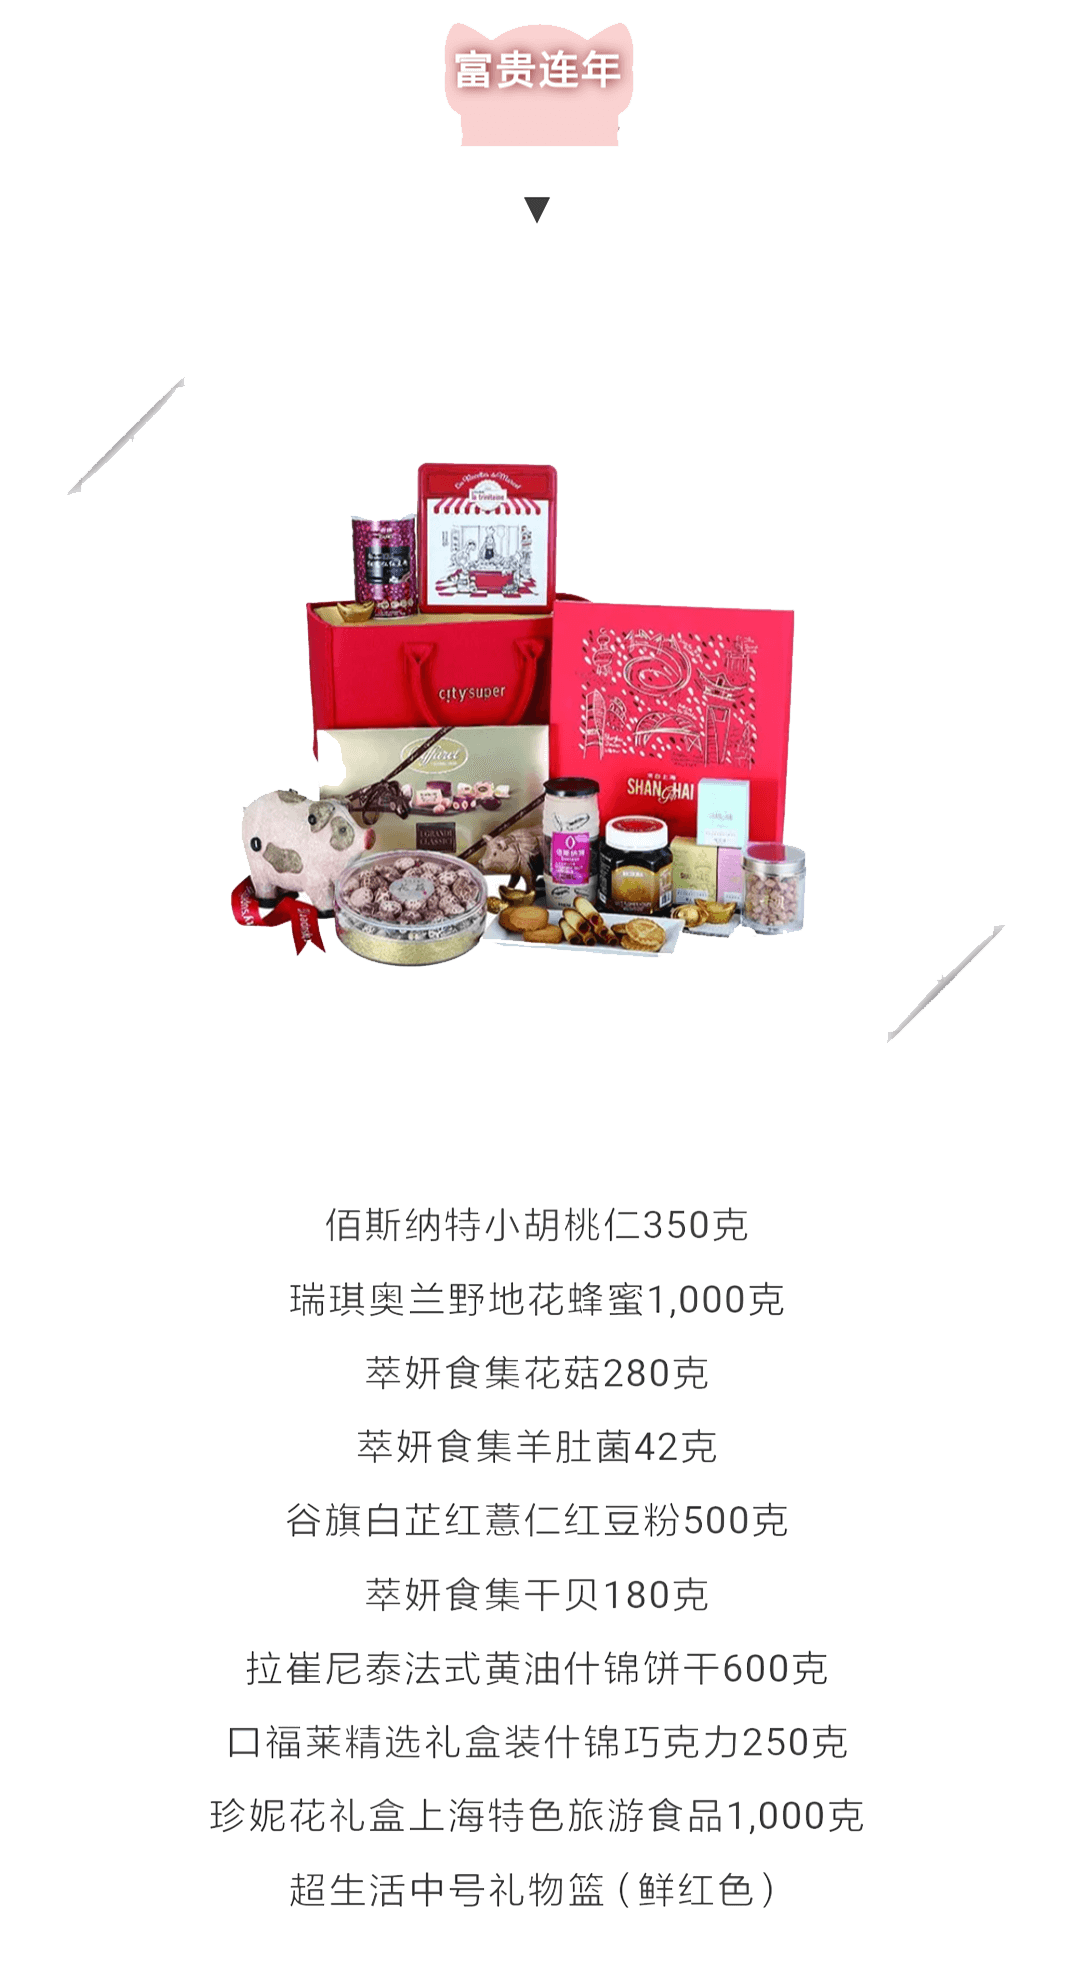 富贵连年
la trinitaine
city'super
Caffarel
I GRANDI
CLASSICI
SHANGHAI
佰斯纳特小胡桃仁350克
瑞琪奥兰野地花蜂蜜1,000克
萃妍食集花菇280克
萃妍食集羊肚菌42克
谷旗白芷红薏仁红豆粉500克
萃妍食集干贝180克
拉崔尼泰法式黄油什锦饼干600克
口福莱精选礼盒装什锦巧克力250克
珍妮花礼盒上海特色旅游食品1,000克
超生活中号礼物篮（鲜红色）